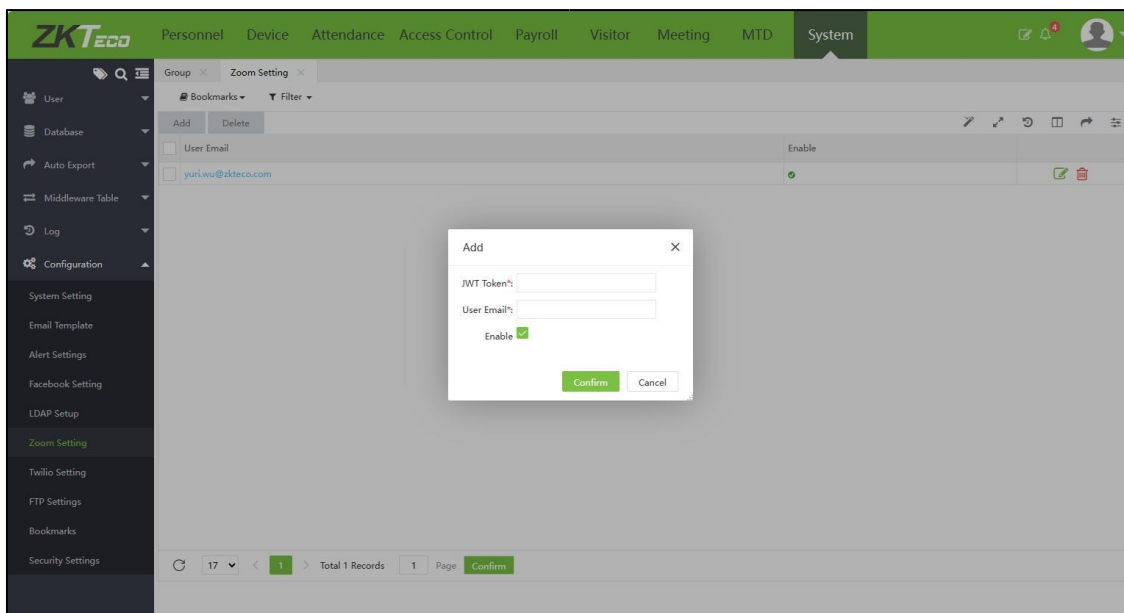 ZKTeco Personnel Device Attendance Access Control Payroll Visitor Meeting MTD System 4
Group Zoom Setting
Bookmarks Filter
Add Delete
User Email Enable
yuri.wu@zkteco.com
User
Database
Auto Export
Middleware Table
Log
Configuration
System Setting
Email Template
Alert Settings
Facebook Setting
LDAP Setup
Zoom Setting
Twilio Setting
FTP Settings
Bookmarks
Security Settings
Add
JWT Token*:
User Email*:
Enable
Confirm Cancel
17 1 Total 1 Records 1 Page Confirm